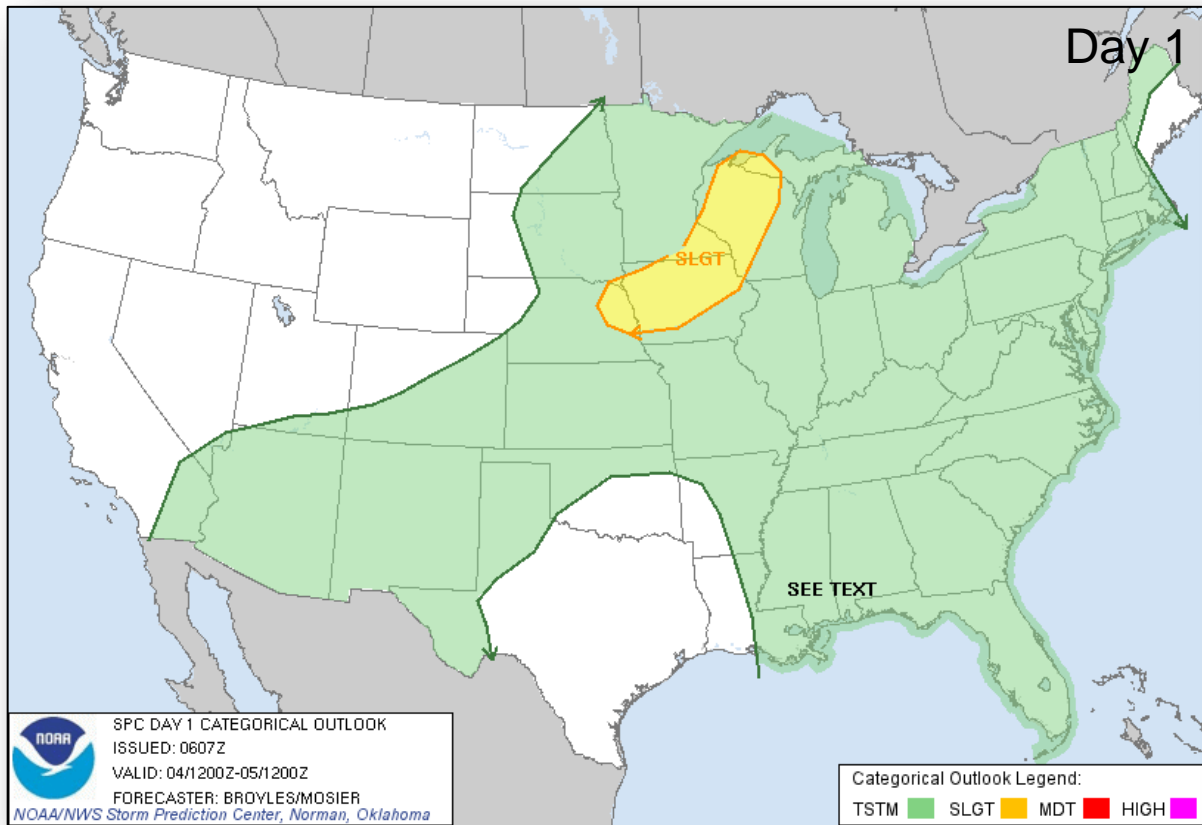 Day 1
SLGT
SEE TEXT
NOAA
SPC DAY 1 CATEGORICAL OUTLOOK
ISSUED: 0607Z
VALID: 04/1200Z-05/1200Z
FORECASTER: BROYLES/MOSIER
NOAA/NWS Storm Prediction Center, Norman, Oklahoma
Categorical Outlook Legend:
TSTM SLGT MDT HIGH